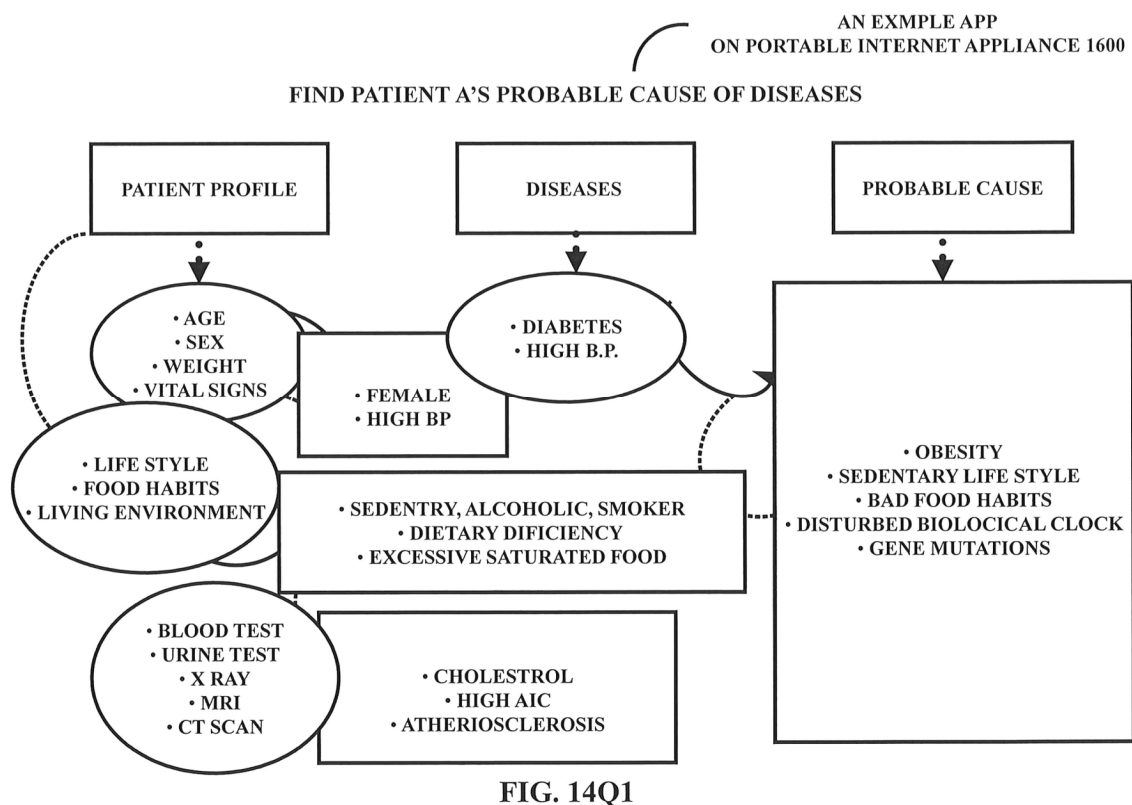 AN EXMPLE APP
ON PORTABLE INTERNET APPLIANCE 1600
FIND PATIENT A'S PROBABLE CAUSE OF DISEASES
PATIENT PROFILE
DISEASES
PROBABLE CAUSE
• AGE
• SEX
• WEIGHT
• VITAL SIGNS
• FEMALE
• HIGH BP
• DIABETES
• HIGH B.P.
• LIFE STYLE
• FOOD HABITS
• LIVING ENVIRONMENT
• SEDENTRY, ALCOHOLIC, SMOKER
• DIETARY DIFICIENCY
• EXCESSIVE SATURATED FOOD
• OBESITY
• SEDENTARY LIFE STYLE
• BAD FOOD HABITS
• DISTURBED BIOLOCICAL CLOCK
• GENE MUTATIONS
• BLOOD TEST
• URINE TEST
• X RAY
• MRI
• CT SCAN
• CHOLESTROL
• HIGH AIC
• ATHERIOSCLEROSIS
FIG. 14Q1